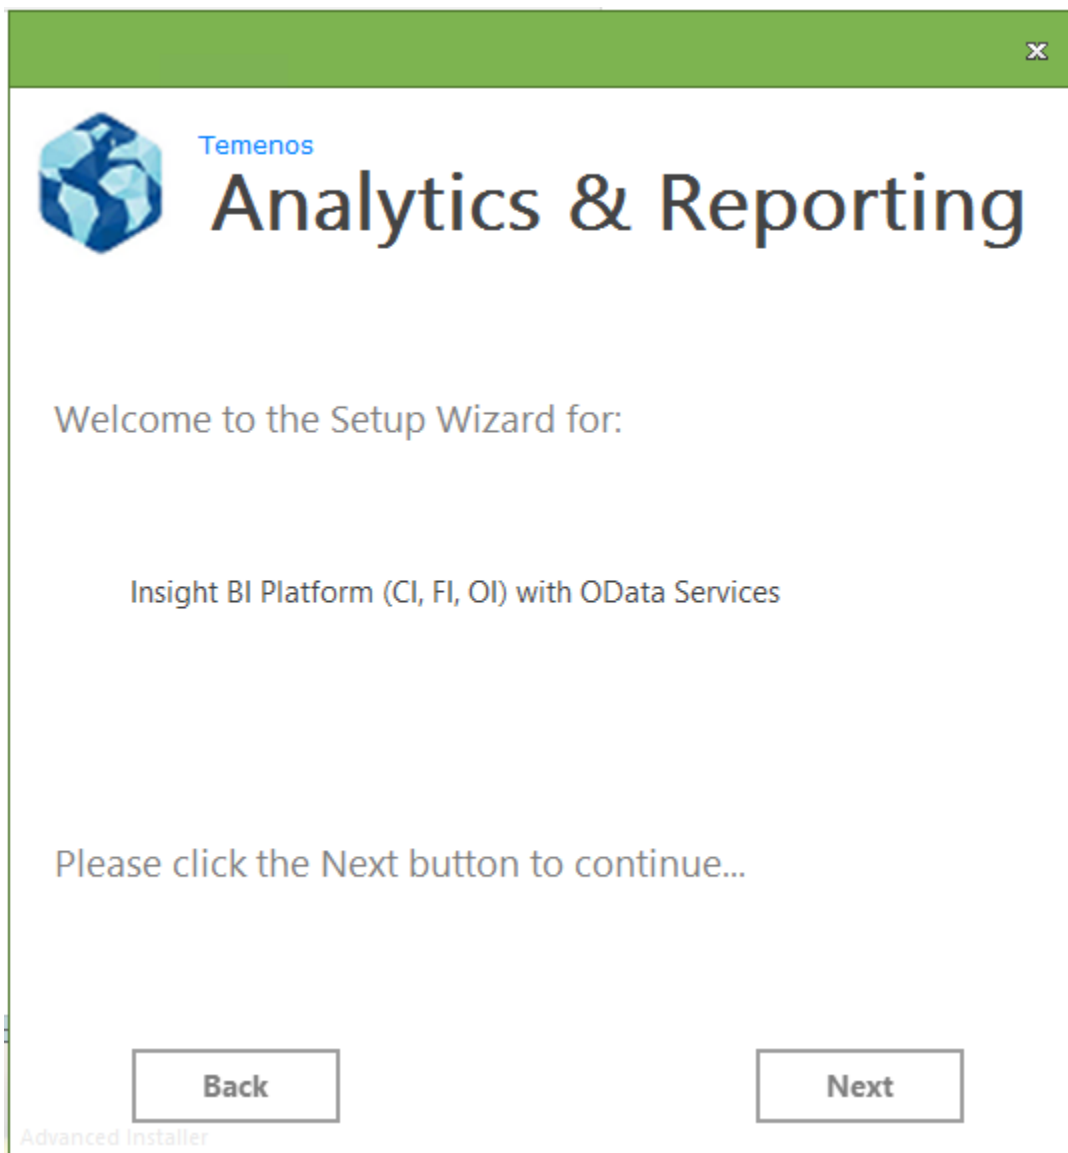 Temenos
Analytics & Reporting
Welcome to the Setup Wizard for:
Insight BI Platform (CI, FI, OI) with OData Services
Please click the Next button to continue...
Back
Next
Advanced Installer